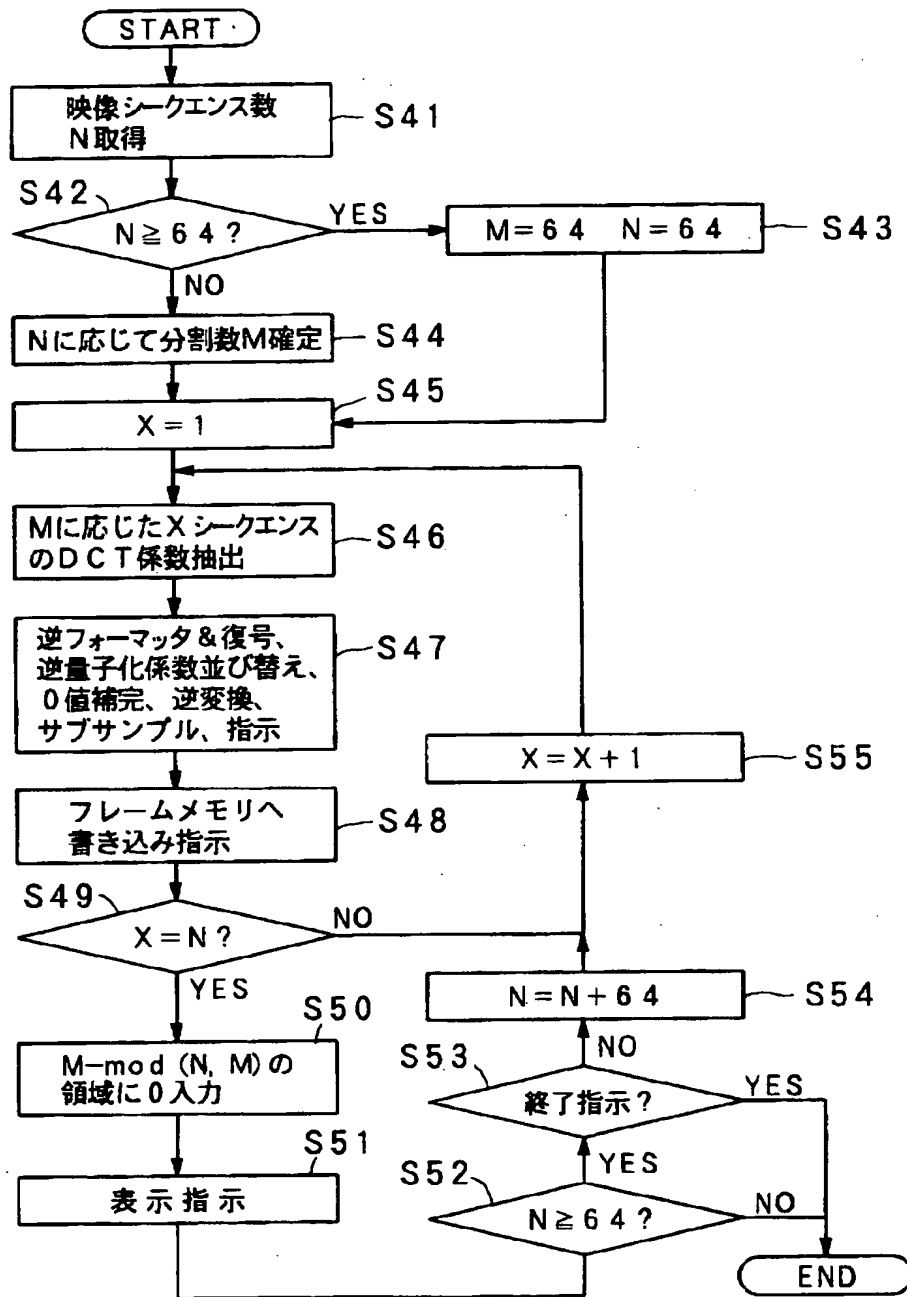 START
映像シークエンス数
N取得
S41
S42
N≧64?
YES
M=64 N=64
S43
NO
Nに応じて分割数M確定
S44
S45
X=1
Mに応じたXシークエンス
のDCT係数抽出
S46
逆フォーマッタ&復号、
逆量子化係数並び替え、
0値補完、逆変換、
サブサンプル、指示
S47
X=X+1
S55
フレームメモリへ
書き込み指示
S48
S49
X=N?
NO
YES
N=N+64
S54
S50
M-mod(N,M)の
領域に0入力
S53
NO
終了指示?
YES
S51
表示指示
S52
YES
N≧64?
NO
END